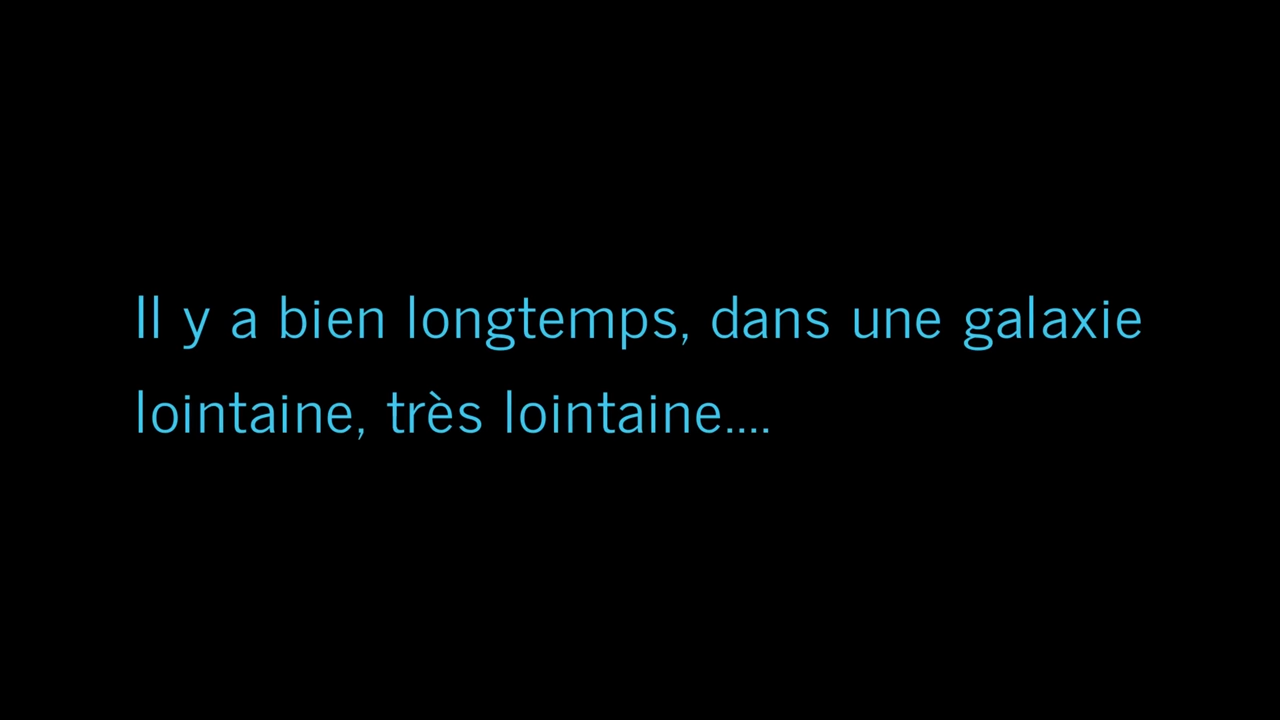 Il y a bien longtemps, dans une galaxie
lointaine, très lointaine....